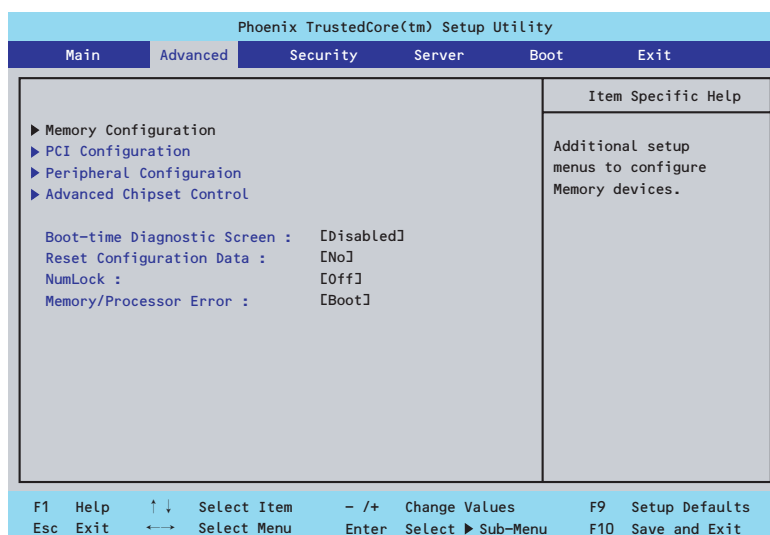 Phoenix TrustedCore(tm) Setup Utility
Main Advanced Security Server Boot Exit
Item Specific Help
▶ Memory Configuration
▶ PCI Configuration
▶ Peripheral Configuraion
▶ Advanced Chipset Control
Boot-time Diagnostic Screen : [Disabled]
Reset Configuration Data : [No]
NumLock : [Off]
Memory/Processor Error : [Boot]
Additional setup
menus to configure
Memory devices.
F1 Help ↑↓ Select Item - /+ Change Values F9 Setup Defaults
Esc Exit ←→ Select Menu Enter Select ▶ Sub-Menu F10 Save and Exit